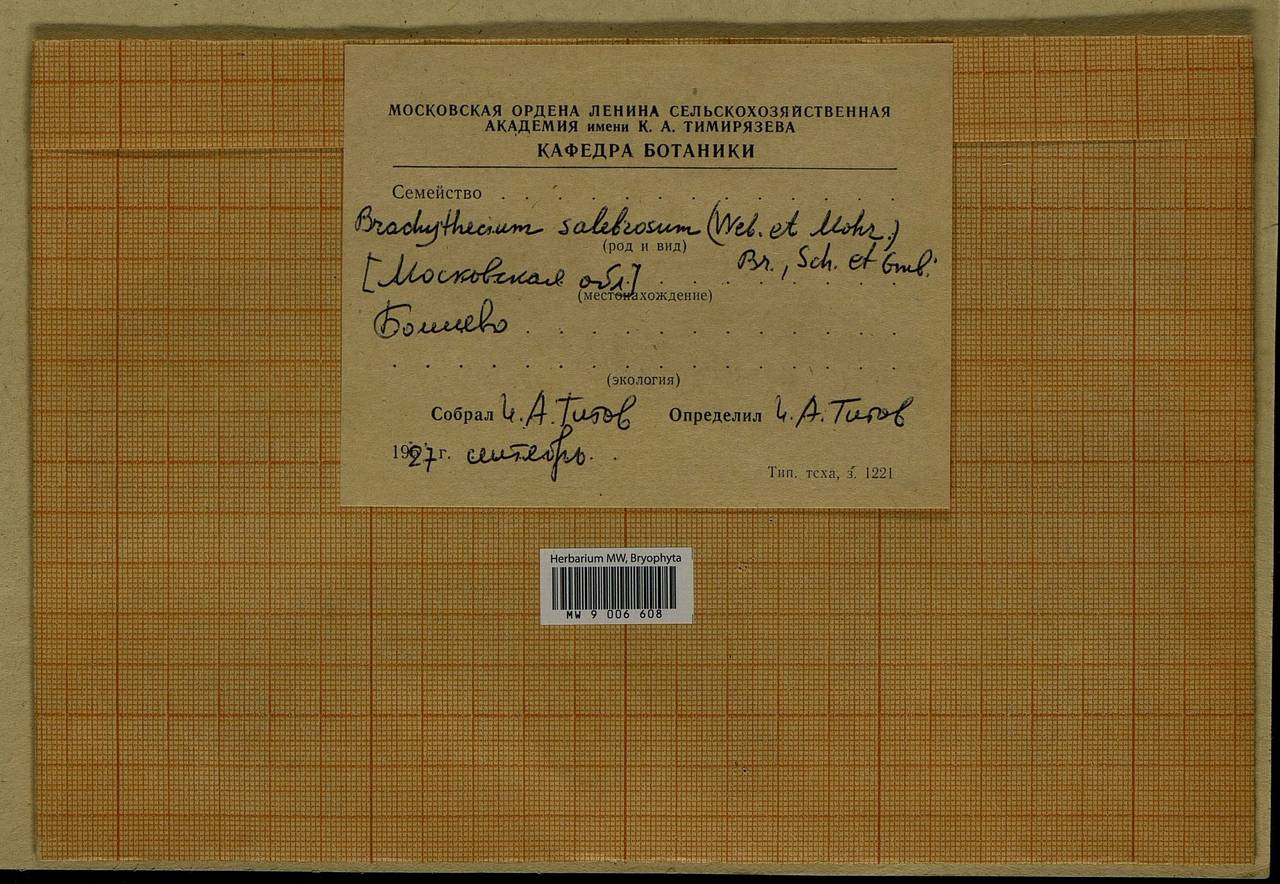 МОСКОВСКАЯ ОРДЕНА ЛЕНИНА СЕЛЬСКОХОЗЯЙСТВЕННАЯ
АКАДЕМИЯ имени К. А. ТИМИРЯЗЕВА
КАФЕДРА БОТАНИКИ
Семейство
Brachythecium salebrosum (Web. et Mohr.)
(род и вид)
Br., Sch. et Gmb.
[Московская обл.]
(местонахождение)
Болшево
(экология)
Собрал И. А. Титов Определил И. А. Титов
1927 г. сентябрь
Тип. тсха, з. 1221
Herbarium MW, Bryophyta
MW 9 006 608